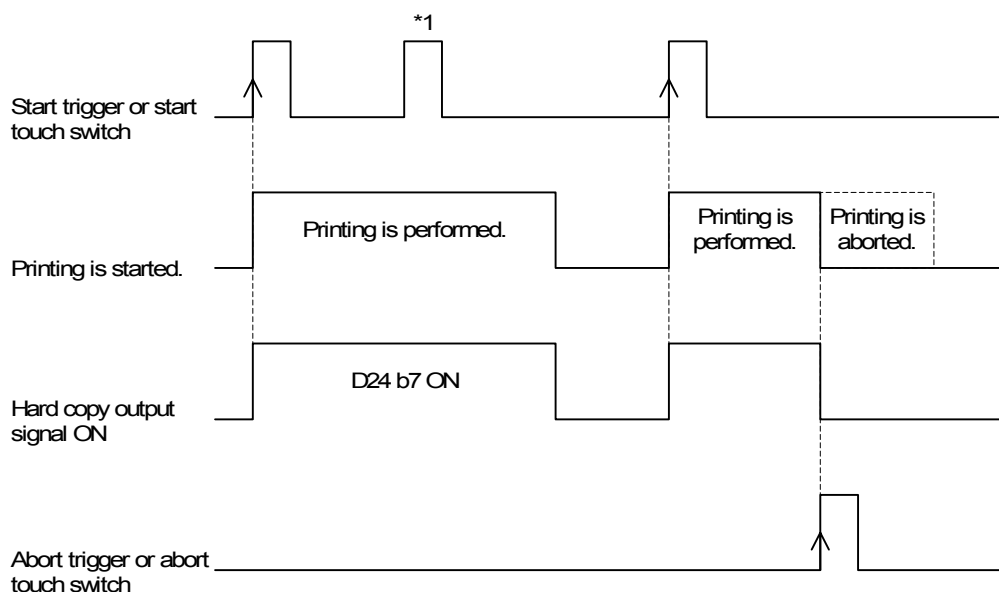 *1
Start trigger or start
touch switch
Printing is performed.
Printing is
performed.
Printing is
aborted.
Printing is started.
D24 b7 ON
Hard copy output
signal ON
Abort trigger or abort
touch switch